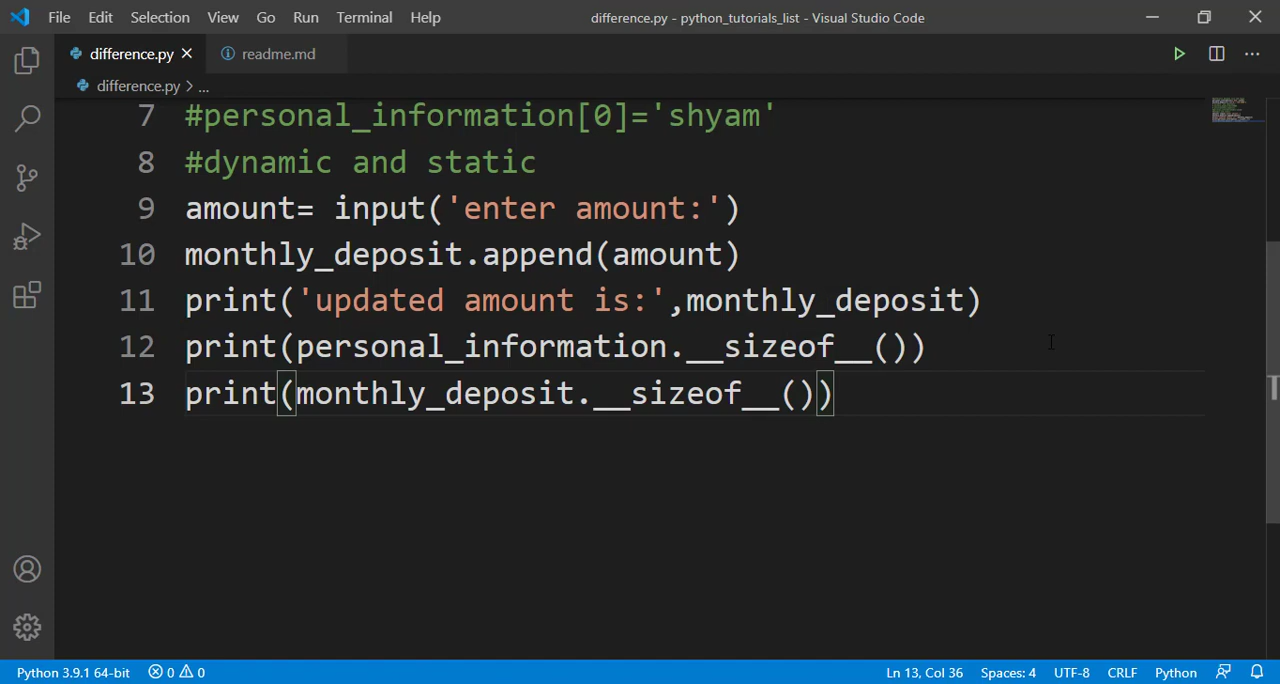 File Edit Selection View Go Run Terminal Help difference.py - python_tutorials_list - Visual Studio Code
difference.py readme.md
difference.py > ...
7 #personal_information[0]='shyam'
8 #dynamic and static
9 amount= input('enter amount:')
10 monthly_deposit.append(amount)
11 print('updated amount is:',monthly_deposit)
12 print(personal_information.__sizeof__())
13 print(monthly_deposit.__sizeof__())
Python 3.9.1 64-bit 0 0 Ln 13, Col 36 Spaces: 4 UTF-8 CRLF Python